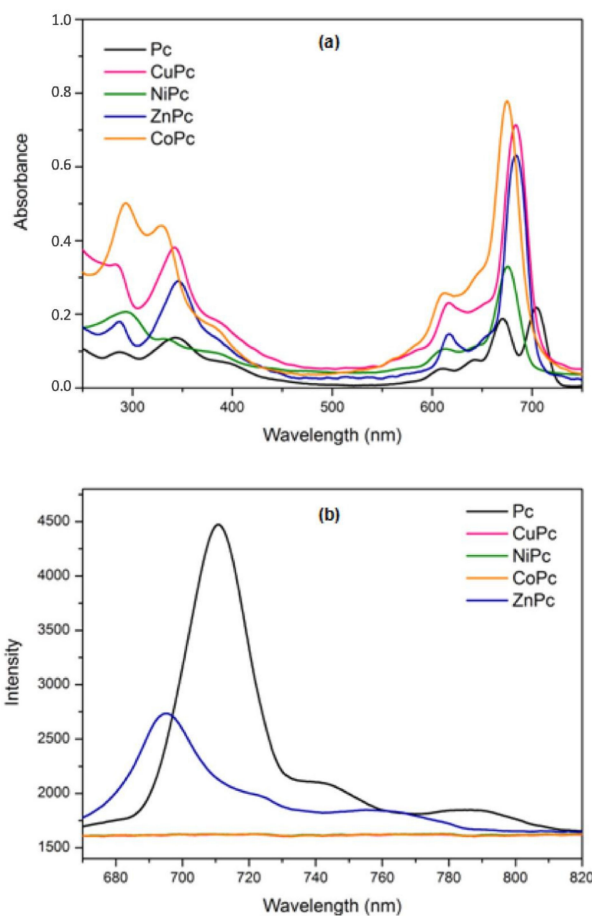 (a)
Pc
CuPc
NiPc
ZnPc
CoPc
Absorbance
1.0
0.8
0.6
0.4
0.2
0.0
300
400
500
600
700
Wavelength (nm)
(b)
Pc
CuPc
NiPc
CoPc
ZnPc
Intensity
4500
4000
3500
3000
2500
2000
1500
680
700
720
740
760
780
800
820
Wavelength (nm)